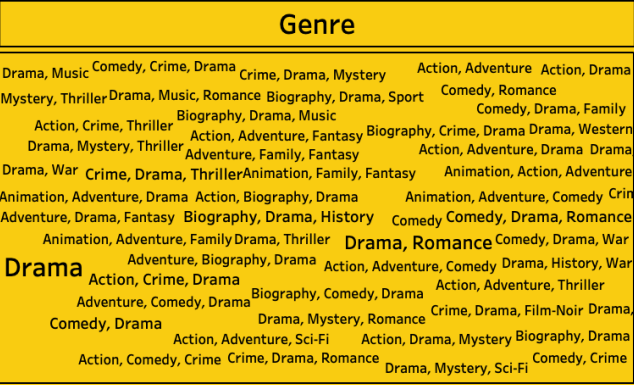 Genre
Drama, Music Comedy, Crime, Drama Crime, Drama, Mystery Action, Adventure Action, Drama
Mystery, Thriller Drama, Music, Romance Biography, Drama, Sport Comedy, Romance
Biography, Drama, Music Comedy, Drama, Family
Action, Crime, Thriller Action, Adventure, Fantasy Biography, Crime, Drama Drama, Western
Drama, Mystery, Thriller Adventure, Family, Fantasy Action, Adventure, Drama Drama,
Drama, War Crime, Drama, Thriller Animation, Family, Fantasy Animation, Action, Adventure
Animation, Adventure, Drama Action, Biography, Drama Animation, Adventure, Comedy Crin
Adventure, Drama, Fantasy Biography, Drama, History Comedy Comedy, Drama, Romance
Animation, Adventure, Family Drama, Thriller Drama, Romance Comedy, Drama, War
Drama Adventure, Biography, Drama Action, Adventure, Comedy Drama, History, War
Action, Crime, Drama Action, Adventure, Thriller
Adventure, Comedy, Drama Biography, Comedy, Drama Crime, Drama, Film-Noir Drama,
Comedy, Drama Drama, Mystery, Romance
Action, Adventure, Sci-Fi Action, Drama, Mystery Biography, Drama
Action, Comedy, Crime Crime, Drama, Romance Drama, Mystery, Sci-Fi Comedy, Crime